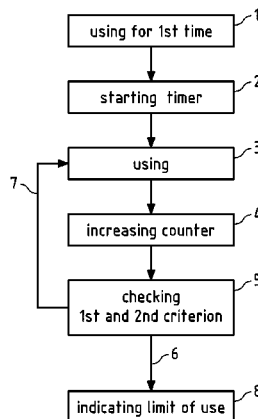 1
using for 1st time
2
starting timer
3
7
using
4
increasing counter
5
checking
1st and 2nd criterion
6
8
indicating limit of use